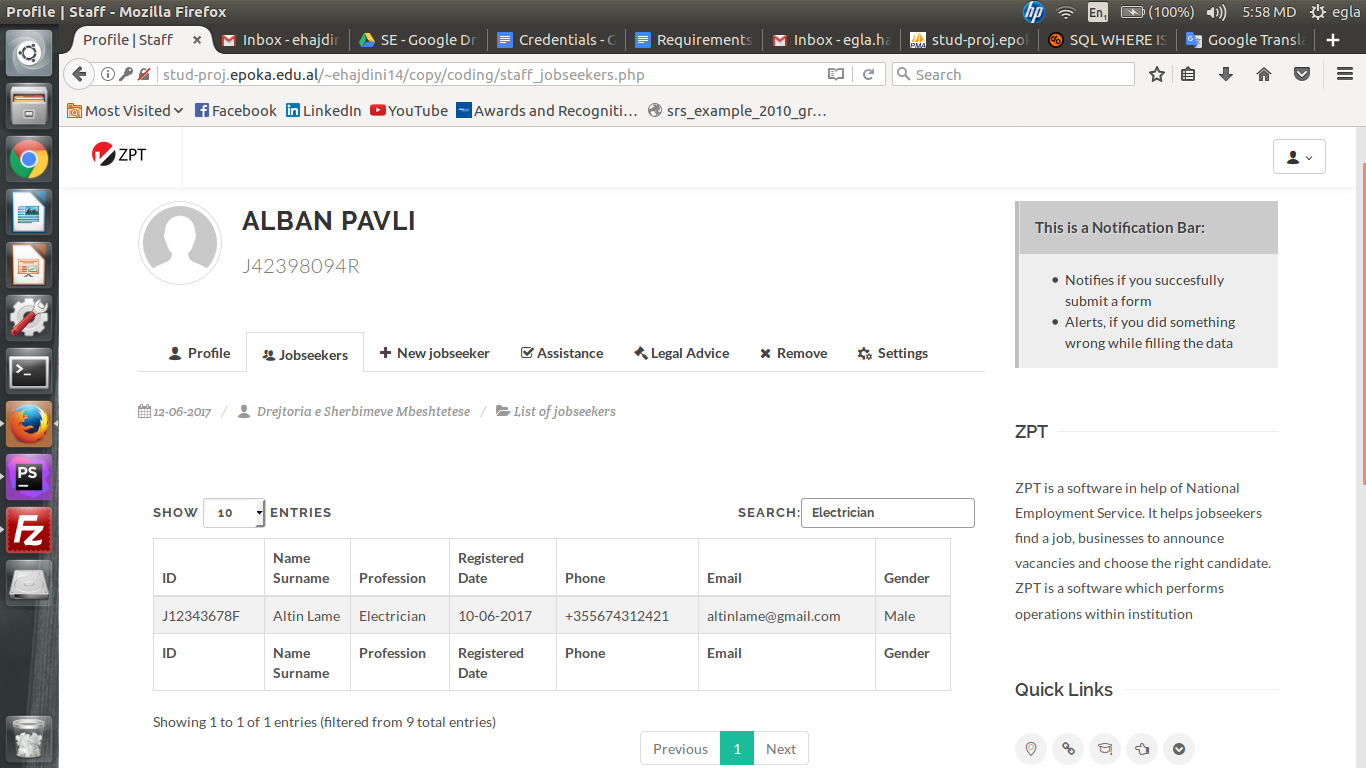 Profile | Staff - Mozilla Firefox
hp En1 (100%) 5:58 MD egla
Profile | Staff × Inbox - ehajdin SE - Google Dr Credentials - G Requirements Inbox - egla.ha stud-proj.epok SQL WHERE IS Google Transla
stud-proj.epoka.edu.al/~ehajdini14/copy/coding/staff_jobseekers.php Search
Most Visited Facebook LinkedIn YouTube Awards and Recogniti... srs_example_2010_gr...
ZPT
ALBAN PAVLI
J42398094R
Profile Jobseekers New jobseeker Assistance Legal Advice Remove Settings
12-06-2017 / Drejtoria e Sherbimeve Mbeshtetese / List of jobseekers
SHOW 10 ENTRIES SEARCH: Electrician
ID Name Surname Profession Registered Date Phone Email Gender
J12343678F Altin Lame Electrician 10-06-2017 +355674312421 altinlame@gmail.com Male
ID Name Surname Profession Registered Date Phone Email Gender
Showing 1 to 1 of 1 entries (filtered from 9 total entries)
Previous 1 Next
This is a Notification Bar:
Notifies if you succesfully
submit a form
Alerts, if you did something
wrong while filling the data
ZPT
ZPT is a software in help of National
Employment Service. It helps jobseekers
find a job, businesses to announce
vacancies and choose the right candidate.
ZPT is a software which performs
operations within institution
Quick Links
PS
Fz